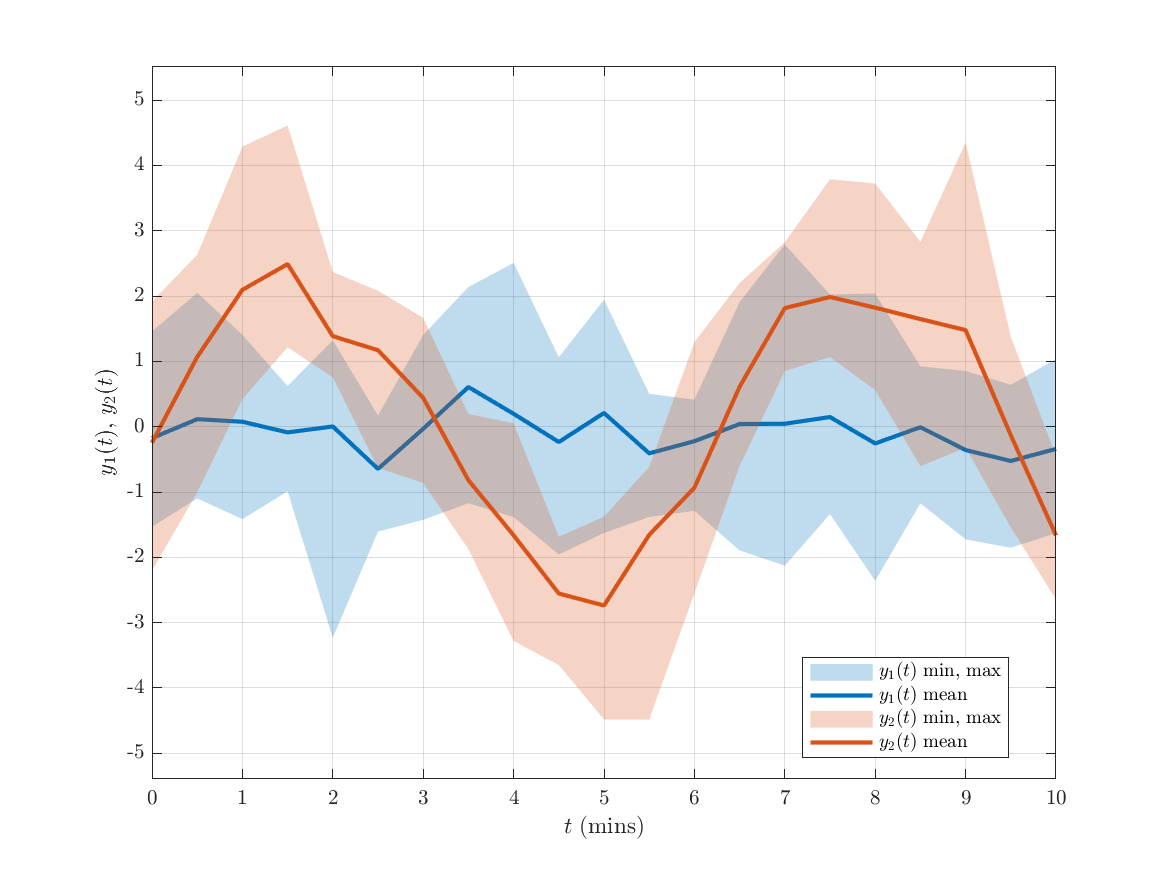 5
4
3
2
1
0
-1
-2
-3
-4
-5
y₁(t), y₂(t)
0 1 2 3 4 5 6 7 8 9 10
t (mins)
y₁(t) min, max
y₁(t) mean
y₂(t) min, max
y₂(t) mean